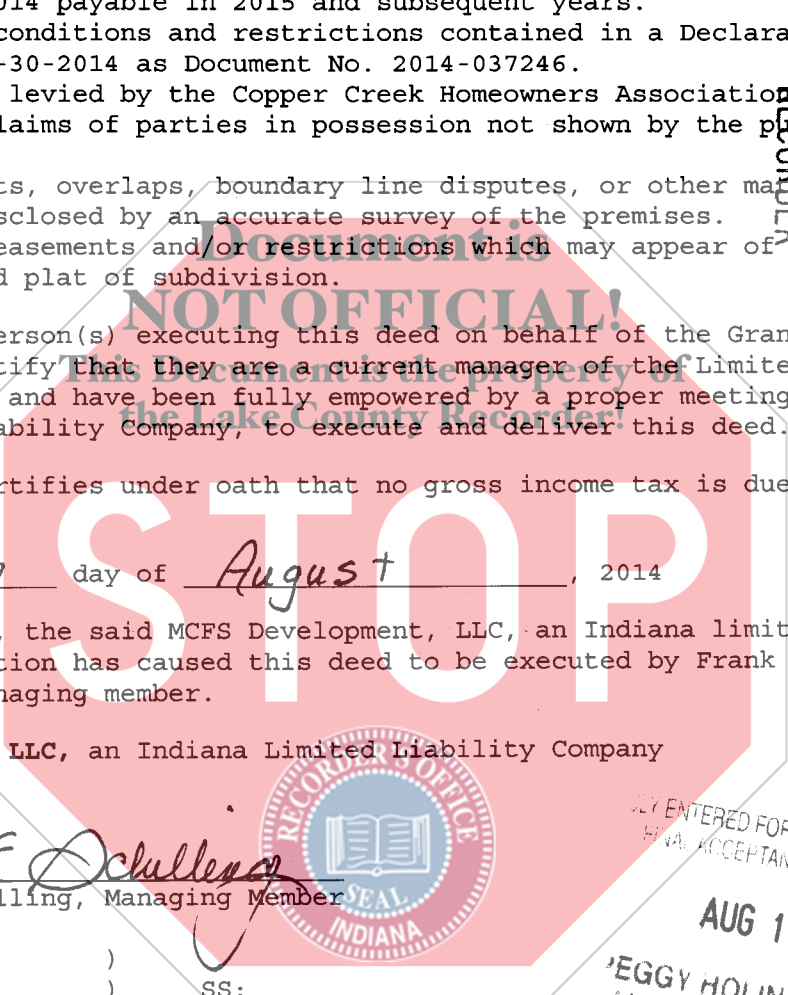 014 payable in 2015 and subsequent years.
conditions and restrictions contained in a Declara
-30-2014 as Document No. 2014-037246.
levied by the Copper Creek Homeowners Association
laims of parties in possession not shown by the p
RECORDER
ts, overlaps, boundary line disputes, or other mat
sclosed by an accurate survey of the premises.
easements and/or restrictions which may appear of
d plat of subdivision.
Document is
NOT OFFICIAL!
This Document is the property of
the Lake County Recorder!
erson(s) executing this deed on behalf of the Gran
tify that they are a current manager of the Limite
and have been fully empowered by a proper meeting
ability Company, to execute and deliver this deed.
rtifies under oath that no gross income tax is due
STOP
day of August, 2014
, the said MCFS Development, LLC, an Indiana limit
tion has caused this deed to be executed by Frank
naging member.
LLC, an Indiana Limited Liability Company
RECORDER'S OFFICE
SEAL
INDIANA
F Schilling
lling, Managing Member
LY ENTERED FOR
FINAL ACCEPTAN
AUG 1
PEGGY HOLIN
)
) SS: